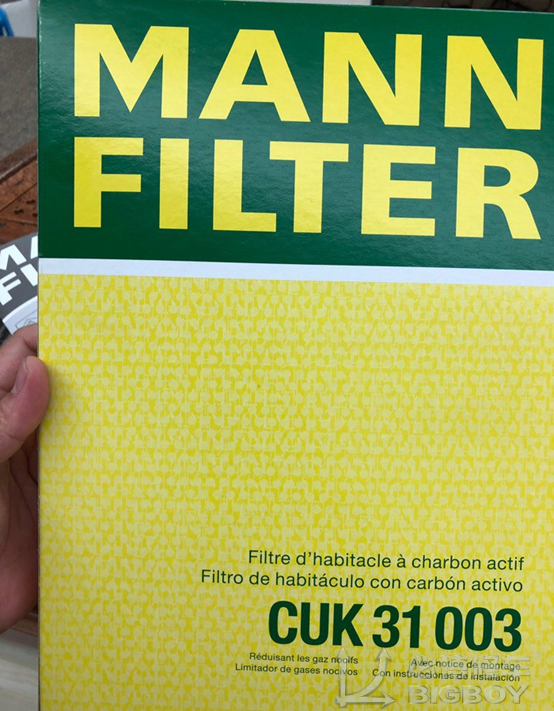 MANN
FILTER
Filtre d'habitacle à charbon actif
Filtro de habitáculo con carbón activo
CUK 31 003
Réduisant les gaz nocifs
Avec notice de montage
Limitador de gases nocivos
Con instrucciones de instalación
BIGBOY